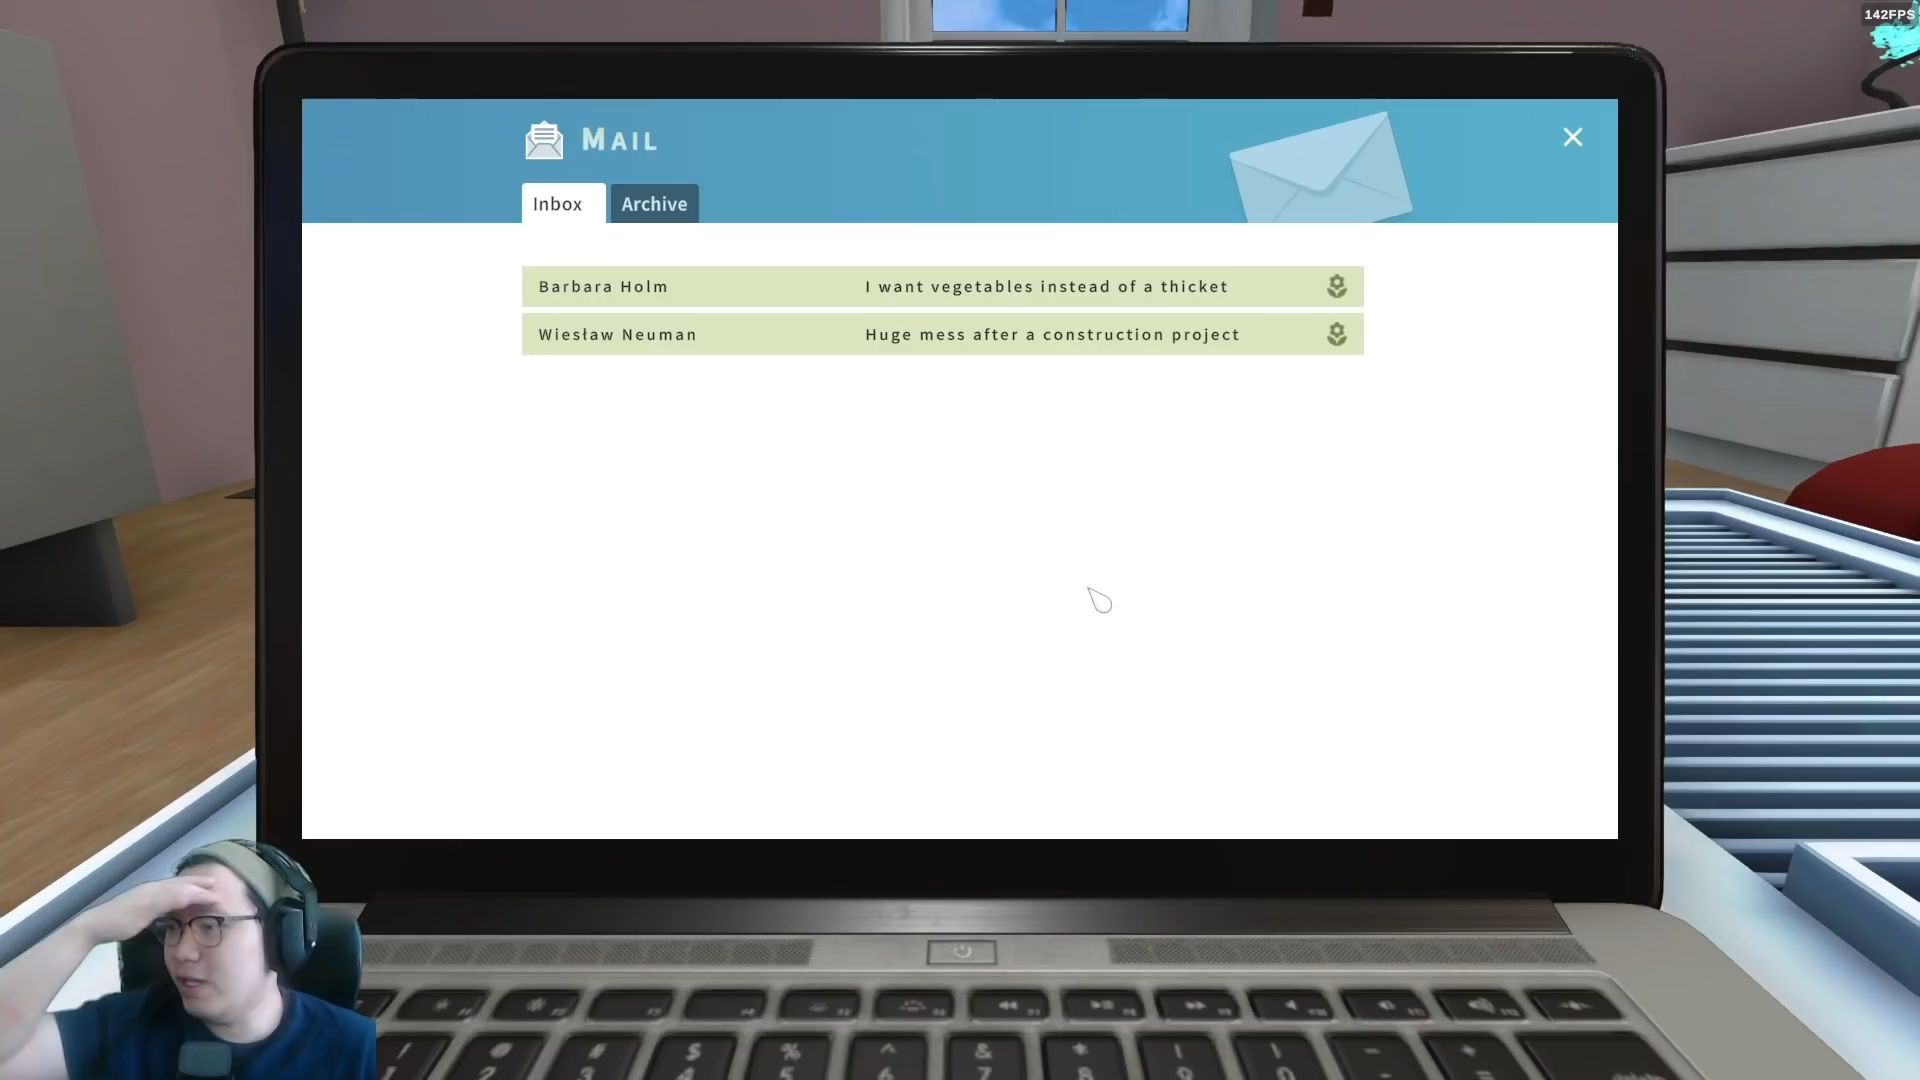 142FPS
MAIL
Inbox
Archive
Barbara Holm
I want vegetables instead of a thicket
Wiesław Neuman
Huge mess after a construction project